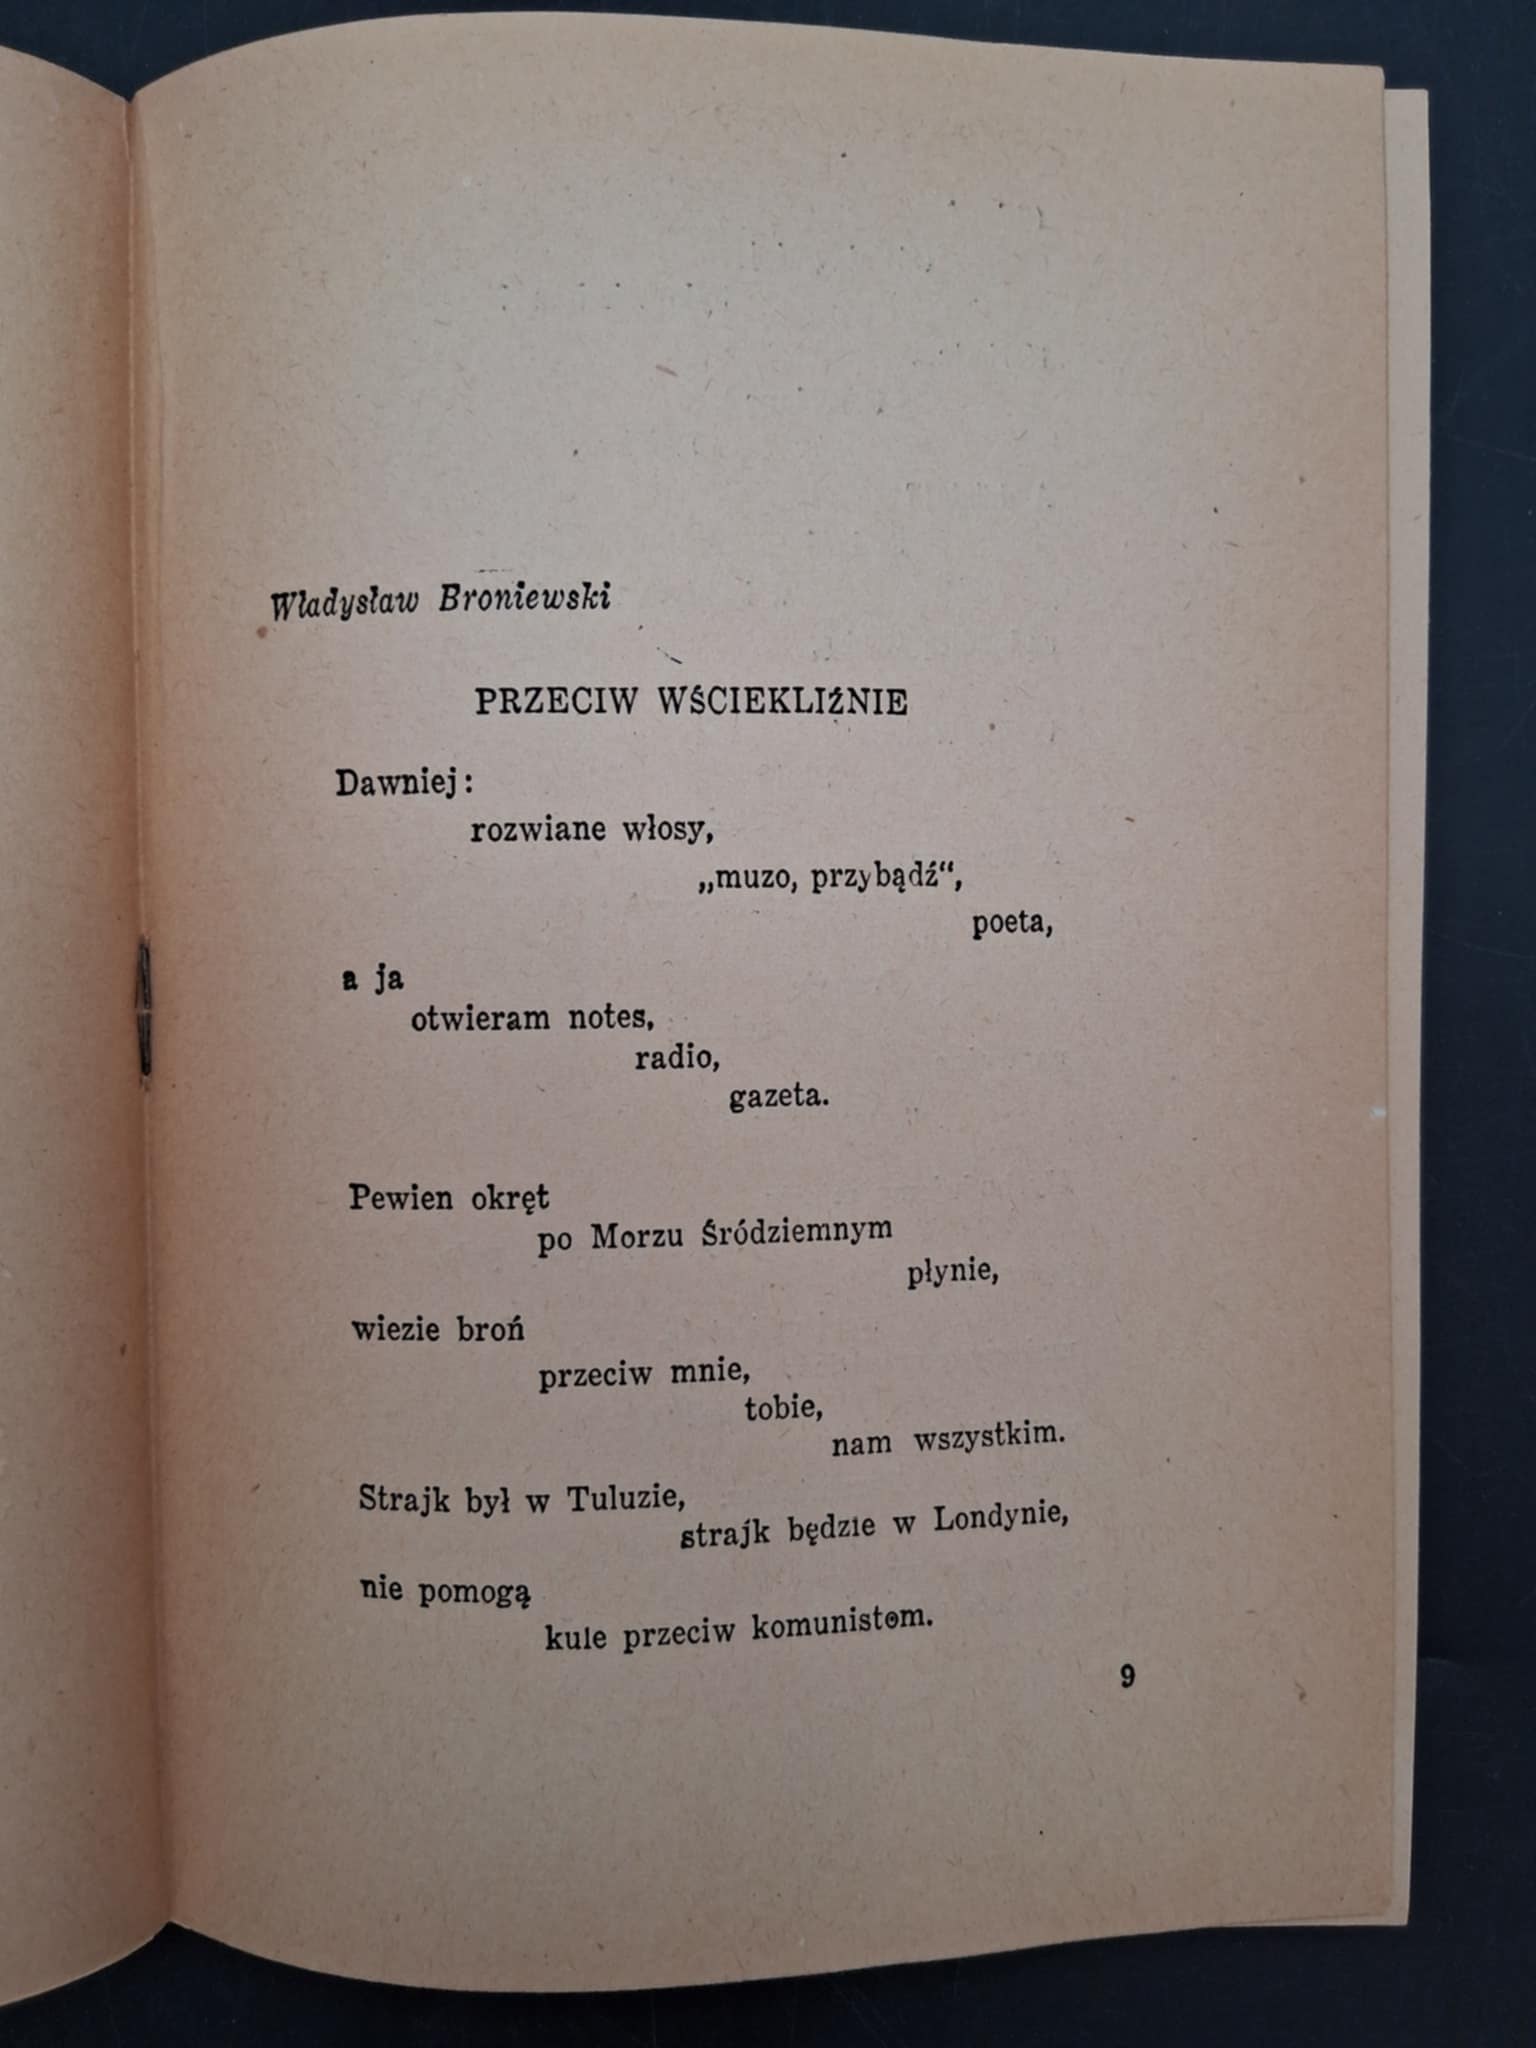 Władysław Broniewski
PRZECIW WŚCIEKLIŹNIE
Dawniej:
rozwiane włosy,
„muzo, przybądź“,
poeta,
a ja
otwieram notes,
radio,
gazeta.
Pewien okręt
po Morzu Śródziemnym
płynie,
wiezie broń
przeciw mnie,
tobie,
nam wszystkim.
Strajk był w Tuluzie,
strajk będzie w Londynie,
nie pomogą
kule przeciw komunistom.
9